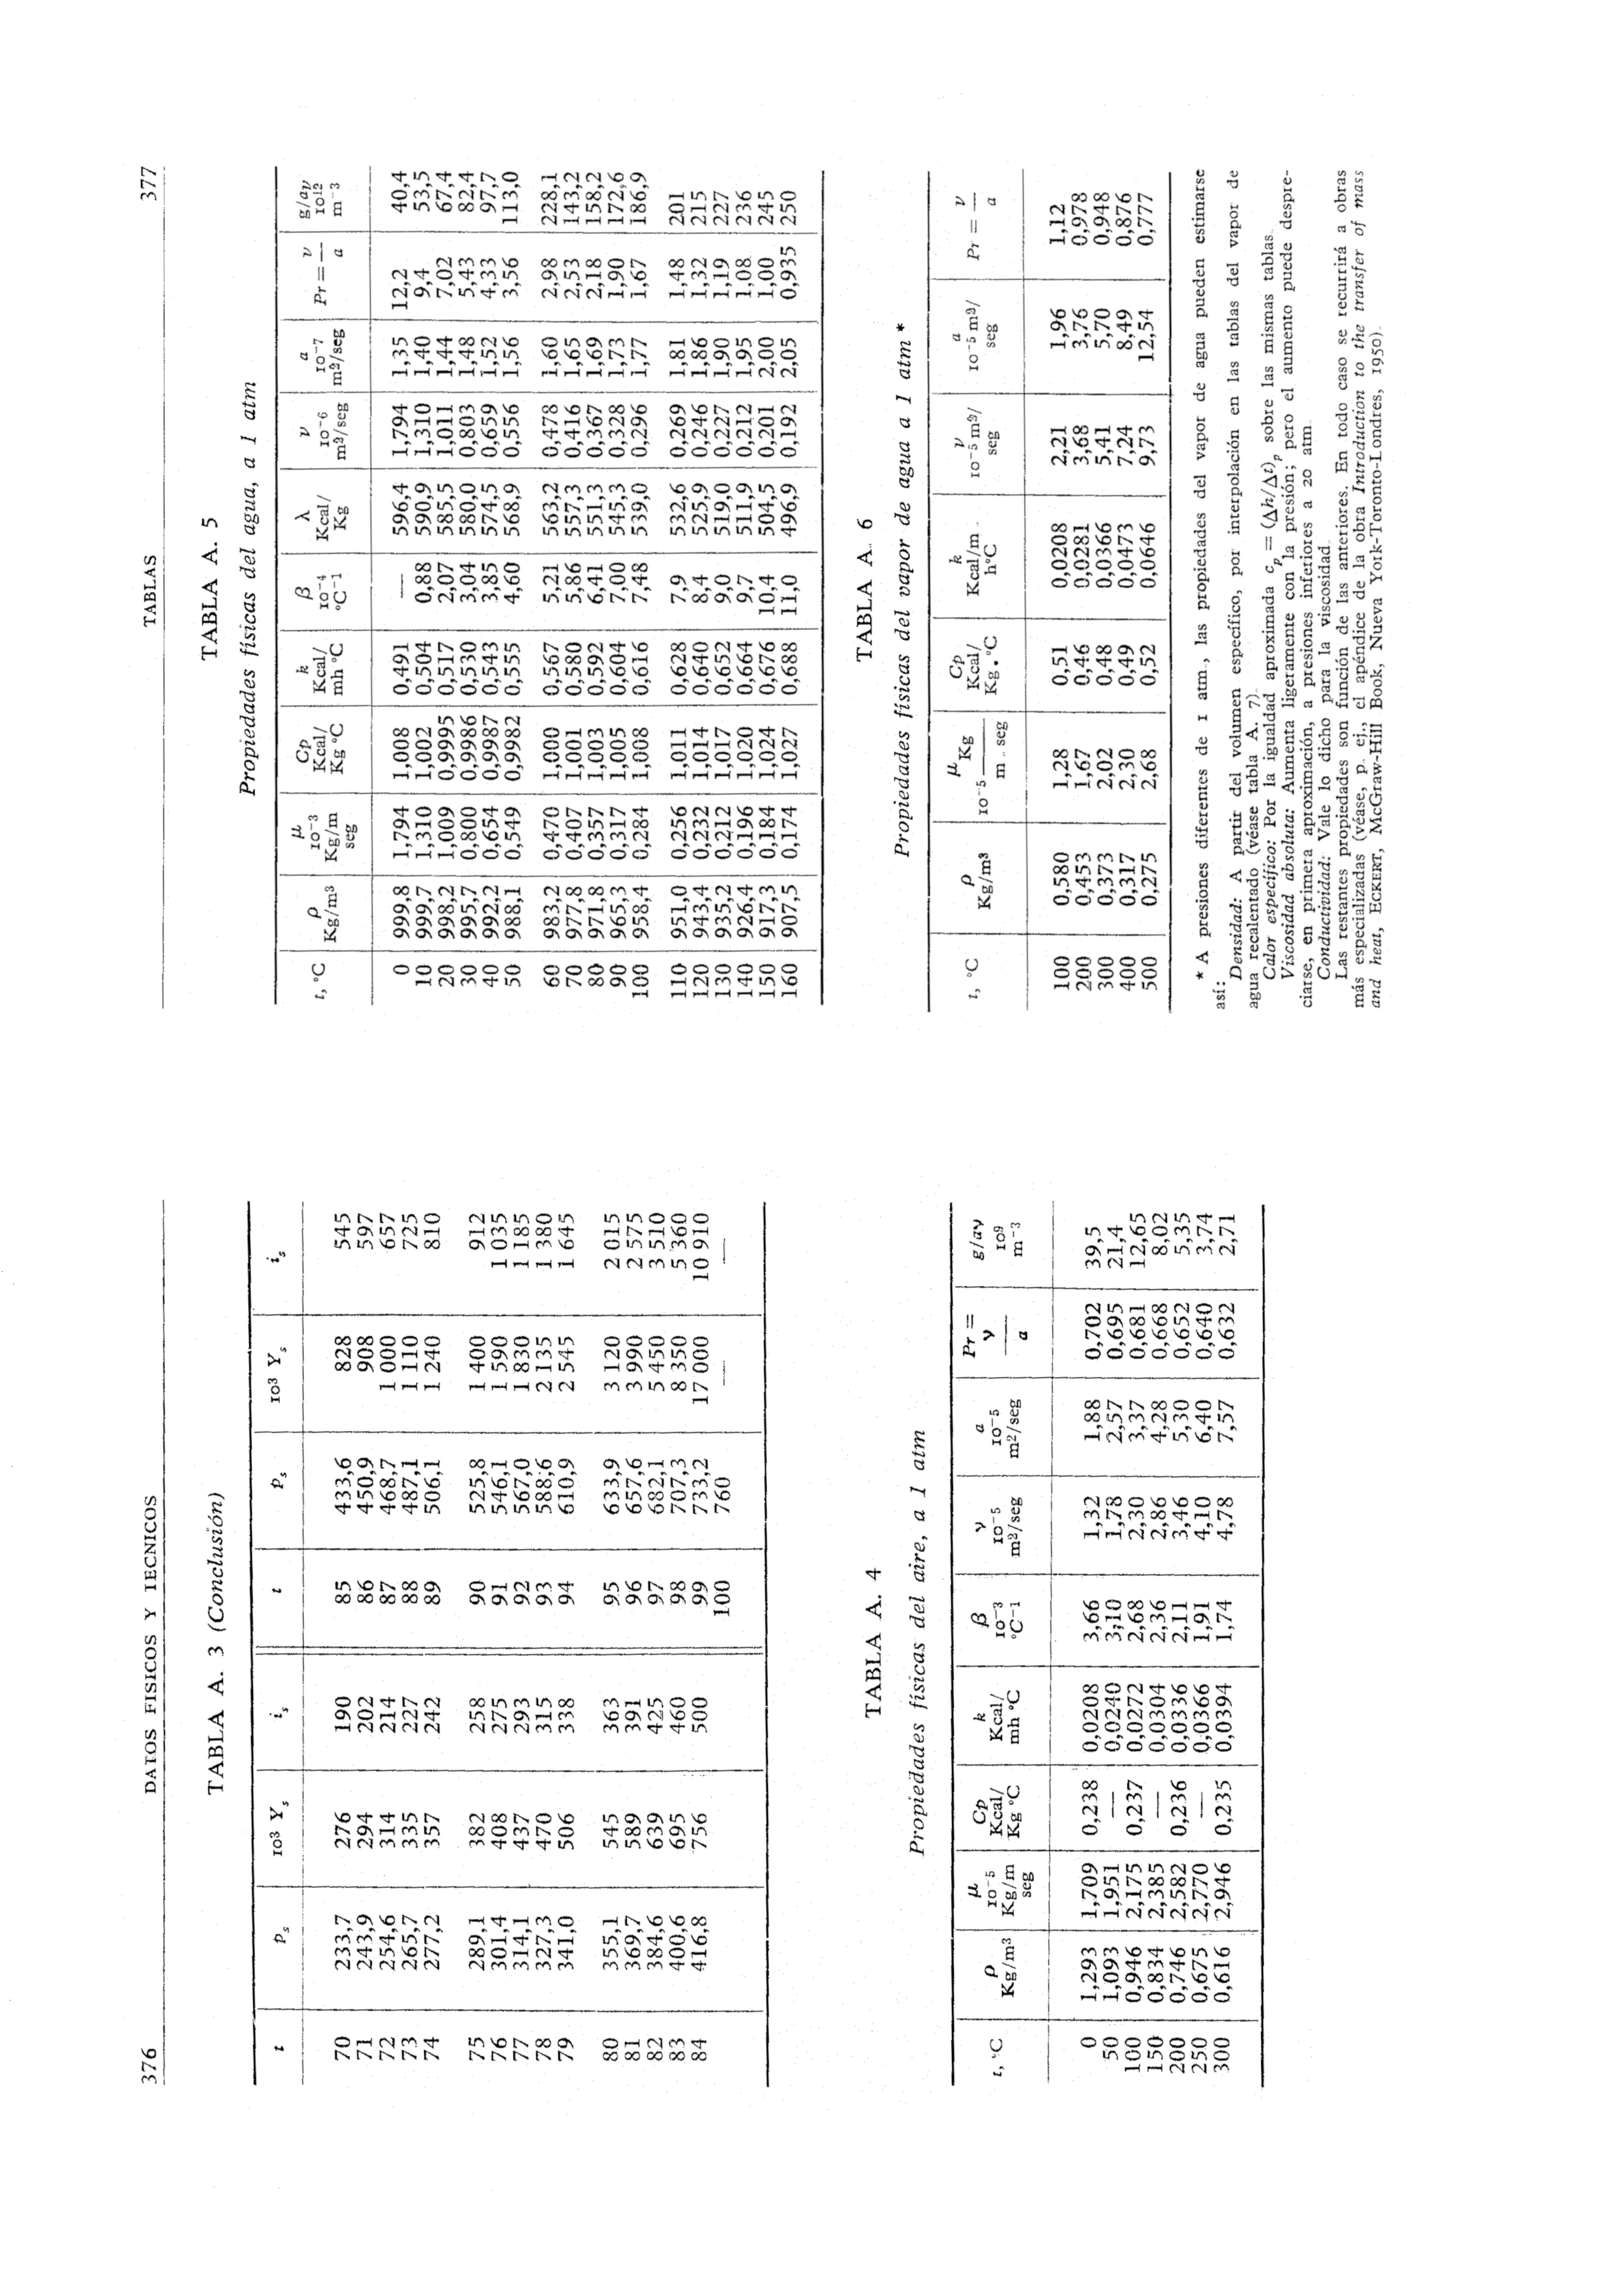 376 DATOS FISICOS Y TECNICOS
TABLA A. 3 (Conclusión)
t p s 10³ Y s i s t p s 10³ Y s i s
70 233,7 276 190 85 433,6 828 545
71 243,9 294 202 86 450,9 908 597
72 254,6 314 214 87 468,7 1 000 657
73 265,7 335 227 88 487,1 1 110 725
74 277,2 357 242 89 506,1 1 240 810
75 289,1 382 258 90 525,8 1 400 912
76 301,4 408 275 91 546,1 1 590 1 035
77 314,1 437 293 92 567,0 1 830 1 185
78 327,3 470 315 93 588,6 2 135 1 380
79 341,0 506 338 94 610,9 2 545 1 645
80 355,1 545 363 95 633,9 3 120 2 015
81 369,7 589 391 96 657,6 3 990 2 575
82 384,6 639 425 97 682,1 5 450 3 510
83 400,6 695 460 98 707,3 8 350 5 360
84 416,8 756 500 99 733,2 17 000 10 910
100 760 — —
TABLA A. 4
Propiedades físicas del aire, a 1 atm
t, °C ρ Kg/m³ μ 10⁻⁵ Kg/m seg Cp Kcal/ Kg °C k Kcal/ mh °C β 10⁻³ °C⁻¹ ν 10⁻⁵ m²/seg a 10⁻⁵ m²/seg Pr = ν/a g/aν 10⁹ m⁻³
0 1,293 1,709 0,238 0,0208 3,66 1,32 1,88 0,702 39,5
50 1,093 1,951 — 0,0240 3,10 1,78 2,57 0,695 21,4
100 0,946 2,175 0,237 0,0272 2,68 2,30 3,37 0,681 12,65
150 0,834 2,385 — 0,0304 2,36 2,86 4,28 0,668 8,02
200 0,746 2,582 0,236 0,0336 2,11 3,46 5,30 0,652 5,35
250 0,675 2,770 — 0,0366 1,91 4,10 6,40 0,640 3,74
300 0,616 2,946 0,235 0,0394 1,74 4,78 7,57 0,632 2,71
TABLAS 377
TABLA A. 5
Propiedades físicas del agua, a 1 atm
t, °C ρ Kg/m³ μ 10⁻³ Kg/m seg Cp Kcal/ Kg °C k Kcal/ mh °C β 10⁻⁴ °C⁻¹ λ Kcal/ Kg ν 10⁻⁶ m²/seg a 10⁻⁷ m²/seg Pr = ν/a g/aν 10¹² m⁻³
0 999,8 1,794 1,008 0,491 — 596,4 1,794 1,35 12,2 40,4
10 999,7 1,310 1,002 0,504 0,88 590,9 1,310 1,40 9,4 53,5
20 998,2 1,009 0,9995 0,517 2,07 585,5 1,011 1,44 7,02 67,4
30 995,7 0,800 0,9986 0,530 3,04 580,0 0,803 1,48 5,43 82,4
40 992,2 0,654 0,9987 0,543 3,85 574,5 0,659 1,52 4,33 97,7
50 988,1 0,549 0,9982 0,555 4,60 568,9 0,556 1,56 3,56 113,0
60 983,2 0,470 1,000 0,567 5,21 563,2 0,478 1,60 2,98 228,1
70 977,8 0,407 1,001 0,580 5,86 557,3 0,416 1,65 2,53 143,2
80 971,8 0,357 1,003 0,592 6,41 551,3 0,367 1,69 2,18 158,2
90 965,3 0,317 1,005 0,604 7,00 545,3 0,328 1,73 1,90 172,6
100 958,4 0,284 1,008 0,616 7,48 539,0 0,296 1,77 1,67 186,9
110 951,0 0,256 1,011 0,628 7,9 532,6 0,269 1,81 1,48 201
120 943,4 0,232 1,014 0,640 8,4 525,9 0,246 1,86 1,32 215
130 935,2 0,212 1,017 0,652 9,0 519,0 0,227 1,90 1,19 227
140 926,4 0,196 1,020 0,664 9,7 511,9 0,212 1,95 1,08 236
150 917,3 0,184 1,024 0,676 10,4 504,5 0,201 2,00 1,00 245
160 907,5 0,174 1,027 0,688 11,0 496,9 0,192 2,05 0,935 250
TABLA A. 6
Propiedades físicas del vapor de agua a 1 atm *
t, °C ρ Kg/m³ μ 10⁻⁵ Kg/m . seg Cp Kcal/ Kg.°C k Kcal/m . h°C ν 10⁻⁵ m²/ seg a 10⁻⁵ m²/ seg Pr = ν/a
100 0,580 1,28 0,51 0,0208 2,21 1,96 1,12
200 0,453 1,67 0,46 0,0281 3,68 3,76 0,978
300 0,373 2,02 0,48 0,0366 5,41 5,70 0,948
400 0,317 2,30 0,49 0,0473 7,24 8,49 0,876
500 0,275 2,68 0,52 0,0646 9,73 12,54 0,777
* A presiones diferentes de 1 atm., las propiedades del vapor de agua pueden estimarse
así:
Densidad: A partir del volumen específico, por interpolación en las tablas del vapor de
agua recalentado (véase tabla A. 7).
Calor específico: Por la igualdad aproximada c p = (Δh/Δt) p sobre las mismas tablas.
Viscosidad absoluta: Aumenta ligeramente con la presión; pero el aumento puede despre-
ciarse, en primera aproximación, a presiones inferiores a 20 atm.
Conductividad: Vale lo dicho para la viscosidad.
Las restantes propiedades son función de las anteriores. En todo caso se recurrirá a obras
más especializadas (véase, p. ej., el apéndice de la obra Introduction to the transfer of mass
and heat, ECKERT, McGraw-Hill Book, Nueva York-Toronto-Londres, 1950).